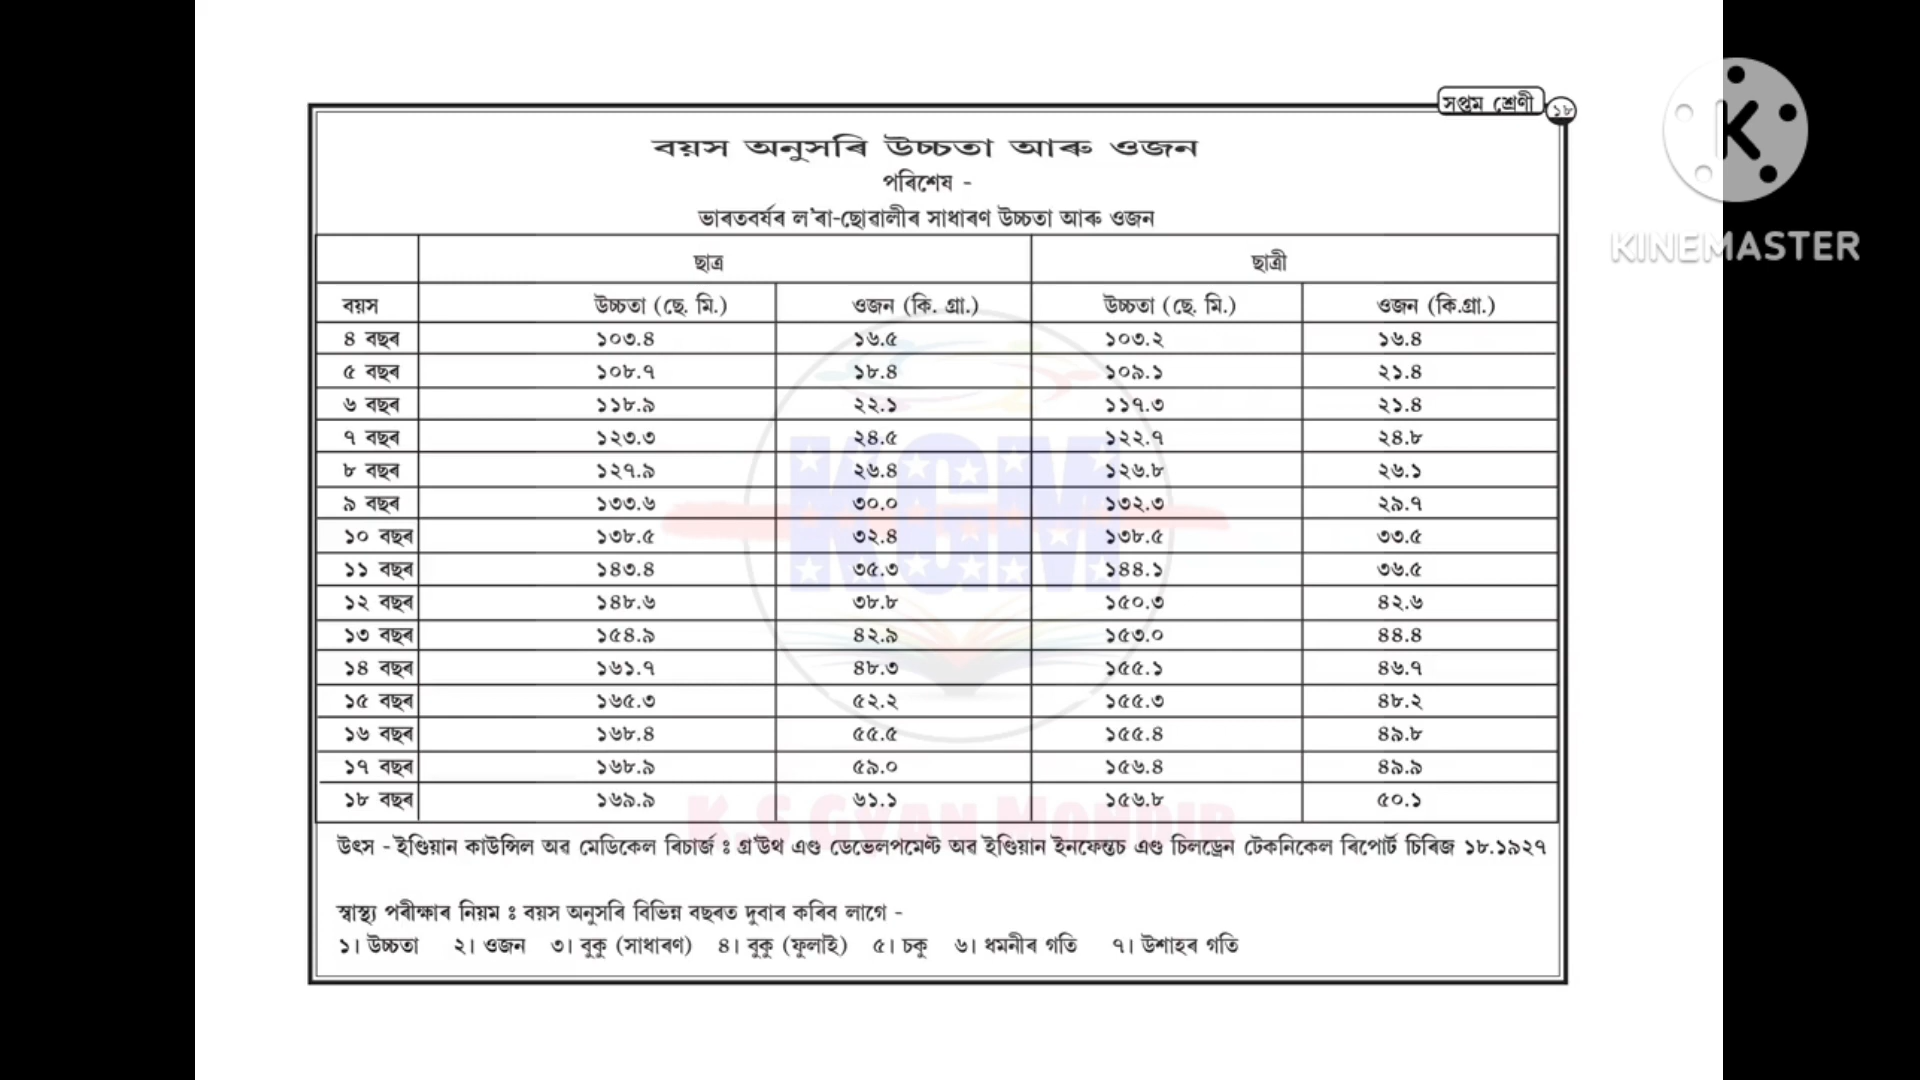 সপ্তম শ্ৰেণী ১৮
K
KINEMASTER
বয়স অনুসৰি উচ্চতা আৰু ওজন
পৰিশেষ -
ভাৰতবৰ্ষৰ ল'ৰা-ছোৱালীৰ সাধাৰণ উচ্চতা আৰু ওজন
ছাত্ৰ ছাত্ৰী
বয়স উচ্চতা (ছে. মি.) ওজন (কি. গ্ৰা.) উচ্চতা (ছে. মি.) ওজন (কি.গ্ৰা.)
৪ বছৰ ১০৩.৪ ১৬.৫ ১০৩.২ ১৬.৪
৫ বছৰ ১০৮.৭ ১৮.৪ ১০৯.১ ২১.৪
৬ বছৰ ১১৮.৯ ২২.১ ১১৭.৩ ২১.৪
৭ বছৰ ১২৩.৩ ২৪.৫ ১২২.৭ ২৪.৮
৮ বছৰ ১২৭.৯ ২৬.৪ ১২৬.৮ ২৬.১
৯ বছৰ ১৩৩.৬ ৩০.০ ১৩২.৩ ২৯.৭
১০ বছৰ ১৩৮.৫ ৩২.৪ ১৩৮.৫ ৩৩.৫
১১ বছৰ ১৪৩.৪ ৩৫.৩ ১৪৪.১ ৩৬.৫
১২ বছৰ ১৪৮.৬ ৩৮.৮ ১৫০.৩ ৪২.৬
১৩ বছৰ ১৫৪.৯ ৪২.৯ ১৫৩.০ ৪৪.৪
১৪ বছৰ ১৬১.৭ ৪৮.৩ ১৫৫.১ ৪৬.৭
১৫ বছৰ ১৬৫.৩ ৫২.২ ১৫৫.৩ ৪৮.২
১৬ বছৰ ১৬৮.৪ ৫৫.৫ ১৫৫.৪ ৪৯.৮
১৭ বছৰ ১৬৮.৯ ৫৯.০ ১৫৬.৪ ৪৯.৯
১৮ বছৰ ১৬৯.৯ ৬১.১ ১৫৬.৮ ৫০.১
KGM
K.S GYAN MONDIR
উৎস - ইণ্ডিয়ান কাউন্সিল অৱ মেডিকেল ৰিচাৰ্জ ঃ গ্ৰ'উথ এণ্ড ডেভেলপমেণ্ট অৱ ইণ্ডিয়ান ইনফেন্তচ এণ্ড চিলড্ৰেন টেকনিকেল ৰিপোৰ্ট চিৰিজ ১৮.১৯২৭
স্বাস্থ্য পৰীক্ষাৰ নিয়ম ঃ বয়স অনুসৰি বিভিন্ন বছৰত দুবাৰ কৰিব লাগে -
১। উচ্চতা ২। ওজন ৩। বুকু (সাধাৰণ) ৪। বুকু (ফুলাই) ৫। চকু ৬। ধমনীৰ গতি ৭। উশাহৰ গতি